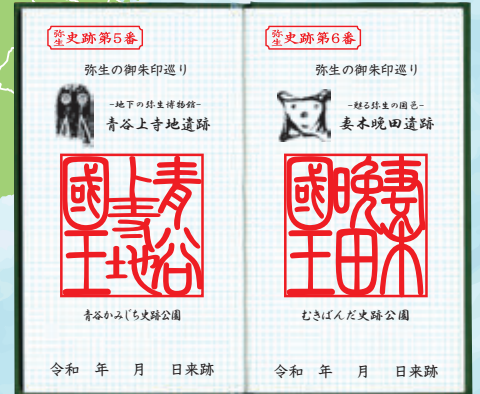 弥生史跡第5番
弥生の御朱印巡り
-地下の弥生博物館-
青谷上寺地遺跡
青谷
上寺地
國王
青谷かみじち史跡公園
令和 年 月 日来跡
弥生史跡第6番
弥生の御朱印巡り
-甦る弥生の国邑-
妻木晩田遺跡
妻木
晩田
國王
むきばんだ史跡公園
令和 年 月 日来跡